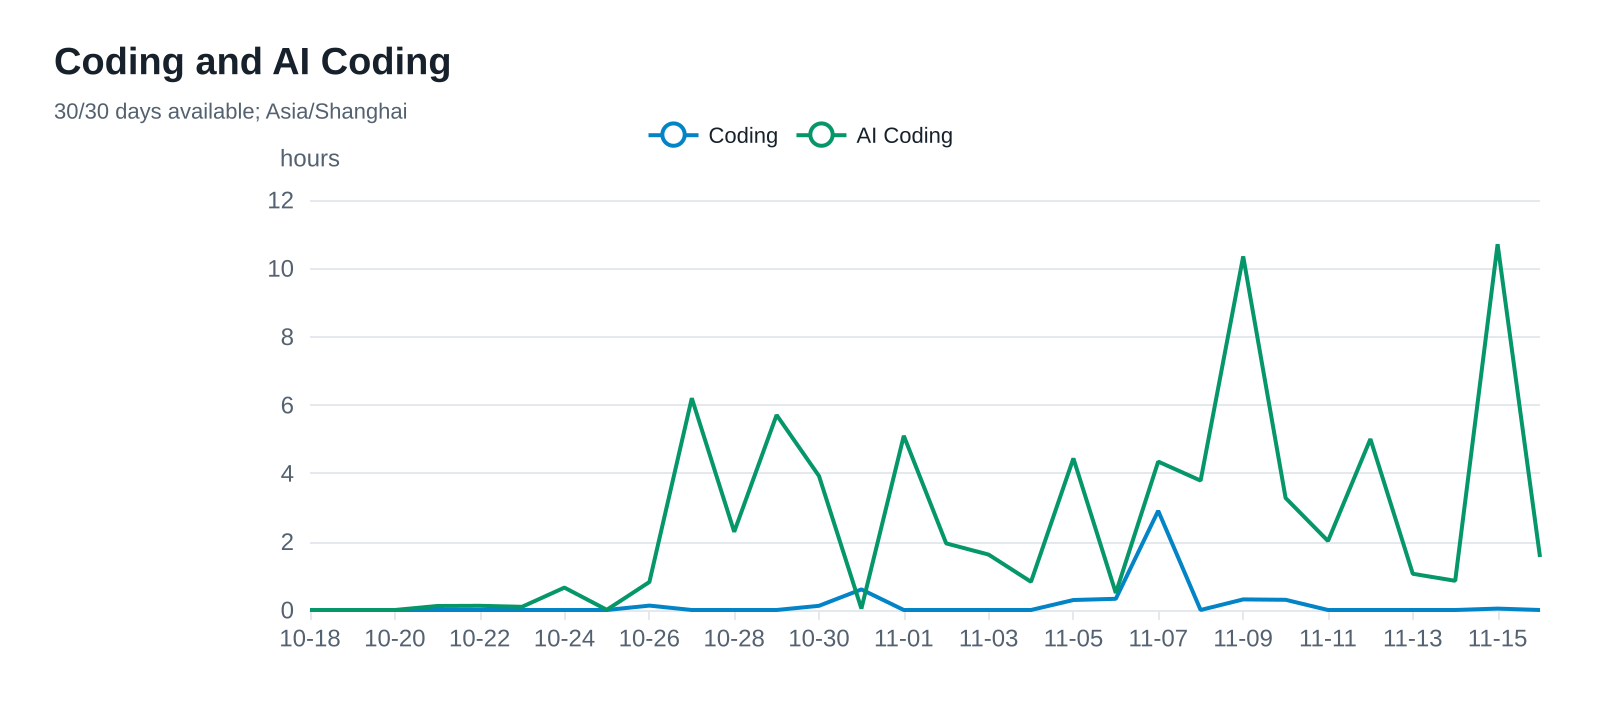 Coding and AI Coding
30/30 days available; Asia/Shanghai
Coding AI Coding
hours
12
10
8
6
4
2
0
10-18 10-20 10-22 10-24 10-26 10-28 10-30 11-01 11-03 11-05 11-07 11-09 11-11 11-13 11-15